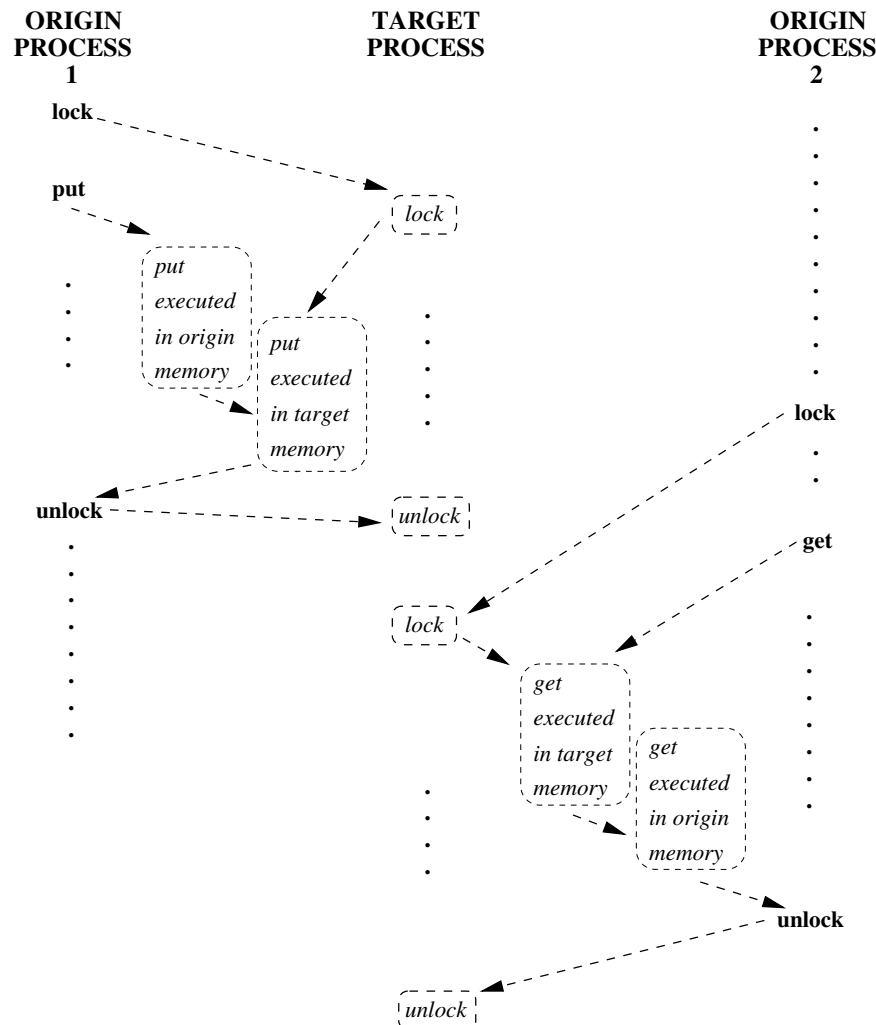 ORIGIN
PROCESS
1
TARGET
PROCESS
ORIGIN
PROCESS
2
lock
put
lock
put
executed
in origin
memory
put
executed
in target
memory
lock
unlock
unlock
get
lock
get
executed
in target
memory
get
executed
in origin
memory
unlock
unlock